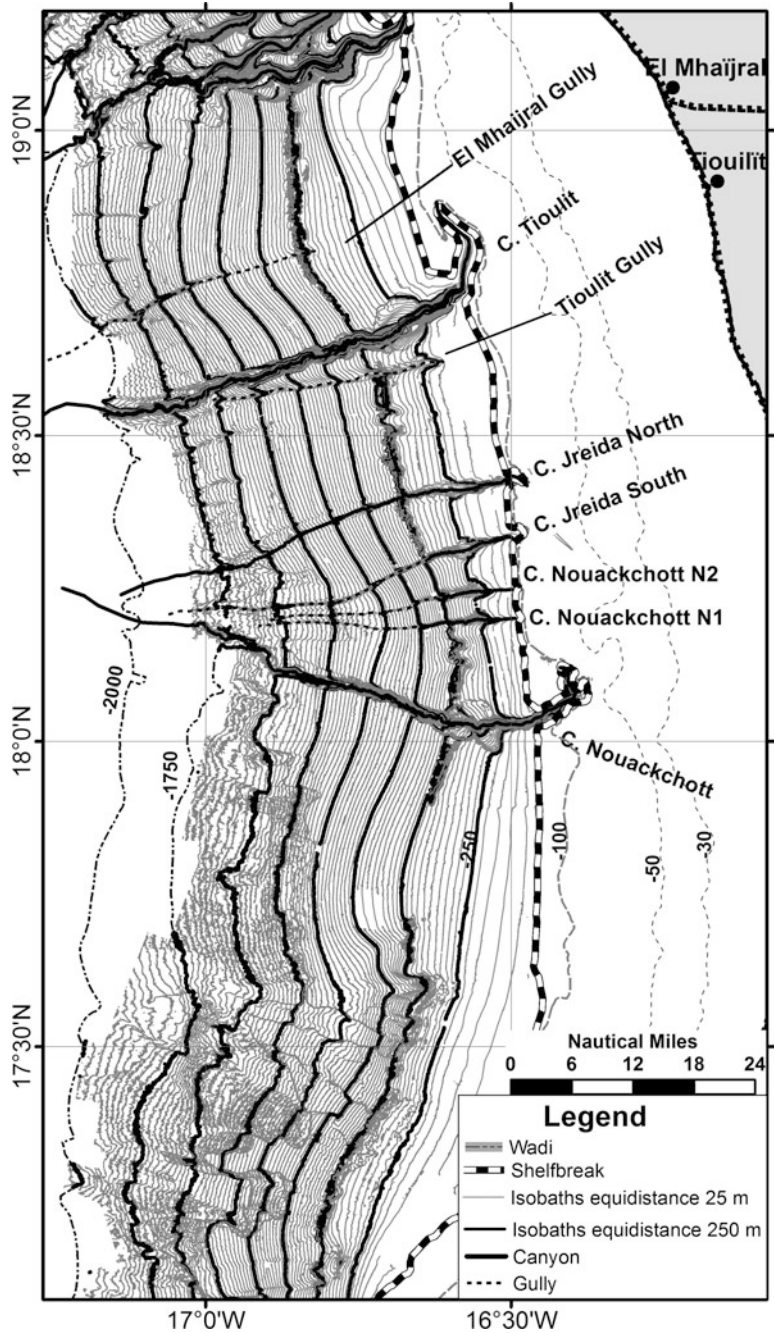 El Mhaïjral
Tiouilït
El Mhaijral Gully
C. Tioulit
Tioulit Gully
C. Jreida North
C. Jreida South
C. Nouackchott N2
C. Nouackchott N1
C. Nouackchott
-2000
-1750
-250
-100
-50
-30
19°0'N
18°30'N
18°0'N
17°30'N
17°0'W
16°30'W
Nautical Miles
0 6 12 18 24
Legend
Wadi
Shelfbreak
Isobaths equidistance 25 m
Isobaths equidistance 250 m
Canyon
Gully